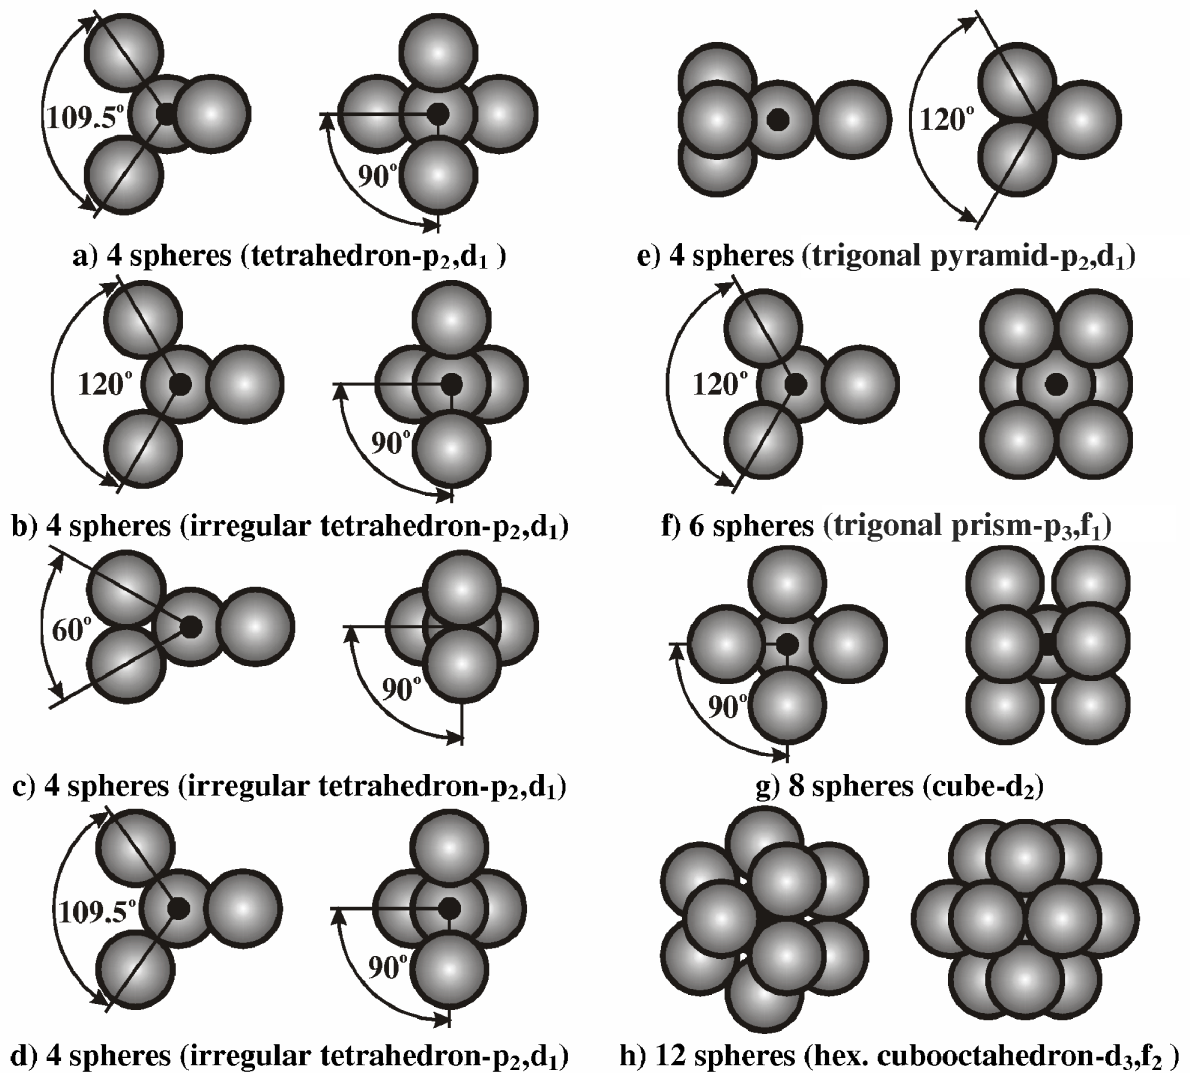 109.5°
90°
a) 4 spheres (tetrahedron-p₂,d₁ )
120°
90°
b) 4 spheres (irregular tetrahedron-p₂,d₁)
60°
90°
c) 4 spheres (irregular tetrahedron-p₂,d₁)
109.5°
90°
d) 4 spheres (irregular tetrahedron-p₂,d₁)
120°
e) 4 spheres (trigonal pyramid-p₂,d₁)
120°
f) 6 spheres (trigonal prism-p₃,f₁)
90°
g) 8 spheres (cube-d₂)
h) 12 spheres (hex. cubooctahedron-d₃,f₂ )